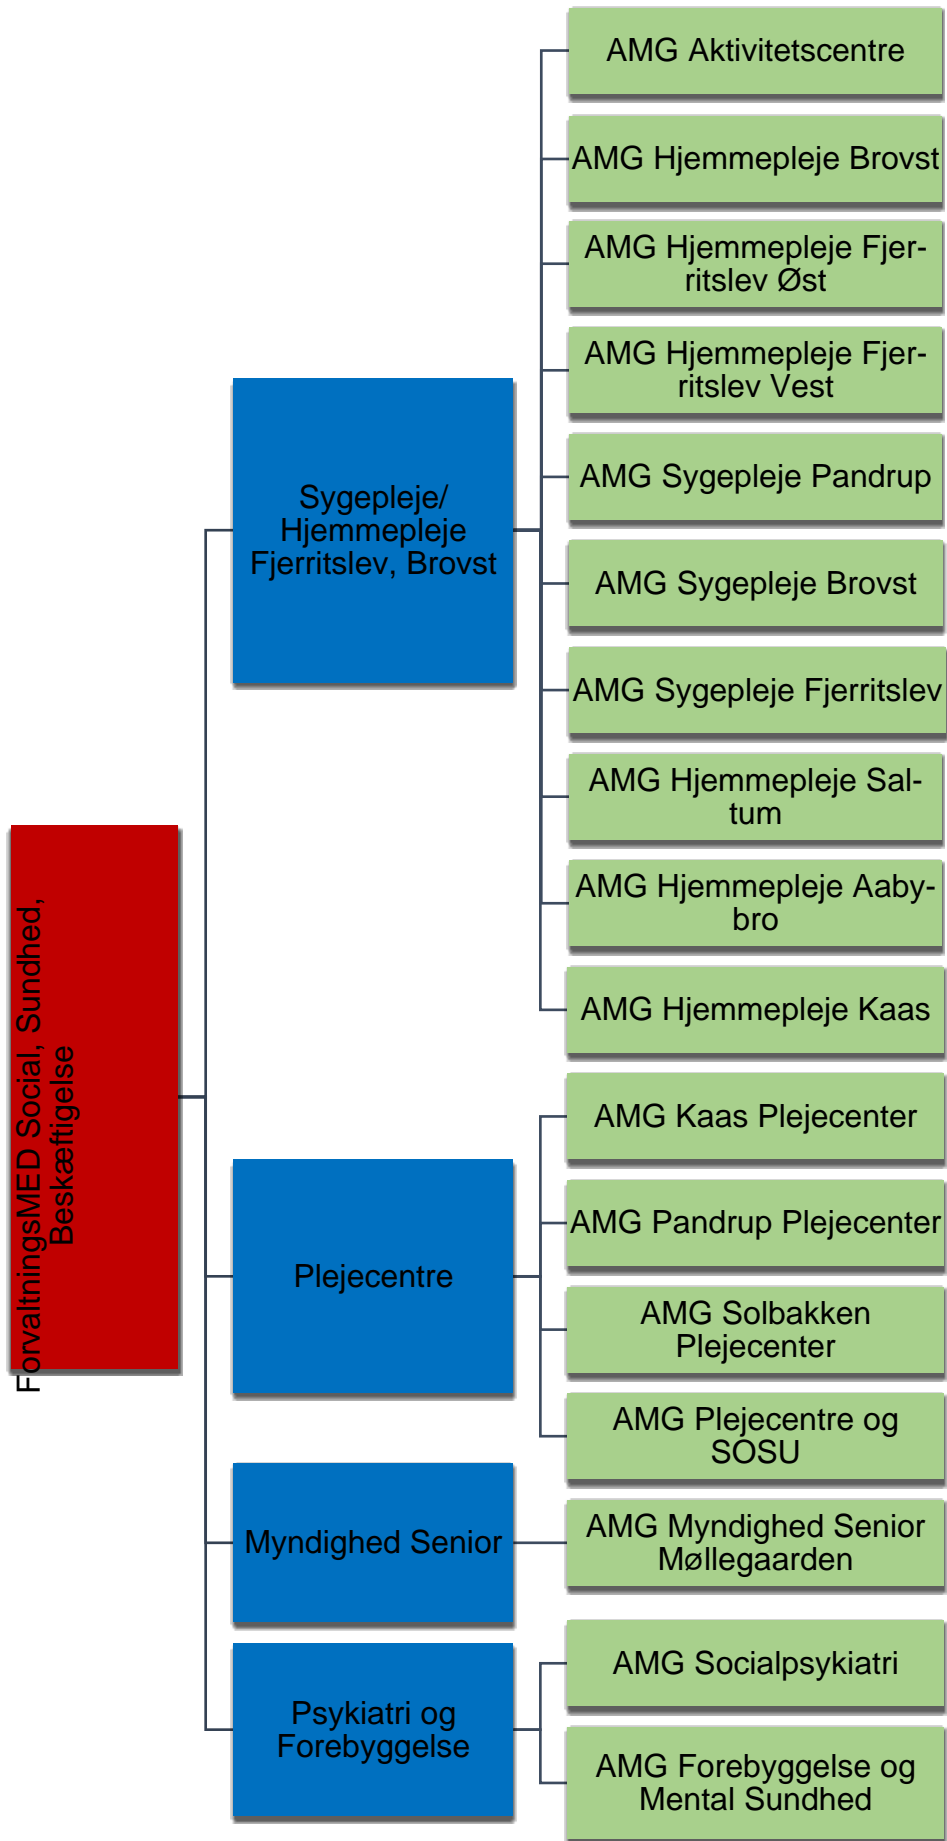 ForvaltningsMED Social, Sundhed,
Beskæftigelse
Sygepleje/
Hjemmepleje
Fjerritslev, Brovst
AMG Aktivitetscentre
AMG Hjemmepleje Brovst
AMG Hjemmepleje Fjer-
ritslev Øst
AMG Hjemmepleje Fjer-
ritslev Vest
AMG Sygepleje Pandrup
AMG Sygepleje Brovst
AMG Sygepleje Fjerritslev
AMG Hjemmepleje Sal-
tum
AMG Hjemmepleje Aaby-
bro
AMG Hjemmepleje Kaas
Plejecentre
AMG Kaas Plejecenter
AMG Pandrup Plejecenter
AMG Solbakken
Plejecenter
AMG Plejecentre og
SOSU
Myndighed Senior
AMG Myndighed Senior
Møllegaarden
Psykiatri og
Forebyggelse
AMG Socialpsykiatri
AMG Forebyggelse og
Mental Sundhed